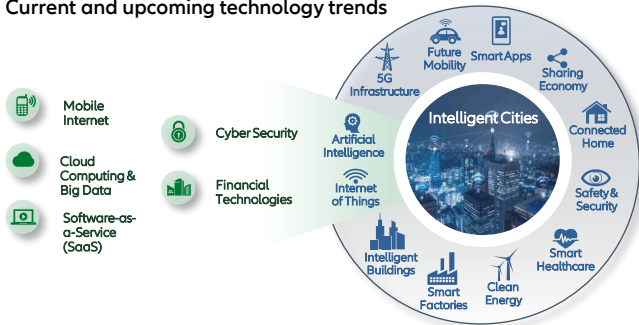 Current and upcoming technology trends
Mobile
Internet
Cloud
Computing &
Big Data
Software-as-
a-Service
(SaaS)
Cyber Security
Financial
Technologies
Artificial
Intelligence
Internet
of Things
5G
Infrastructure
Future
Mobility
Smart Apps
Sharing
Economy
Connected
Home
Safety &
Security
Smart
Healthcare
Clean
Energy
Smart
Factories
Intelligent
Buildings
Intelligent Cities